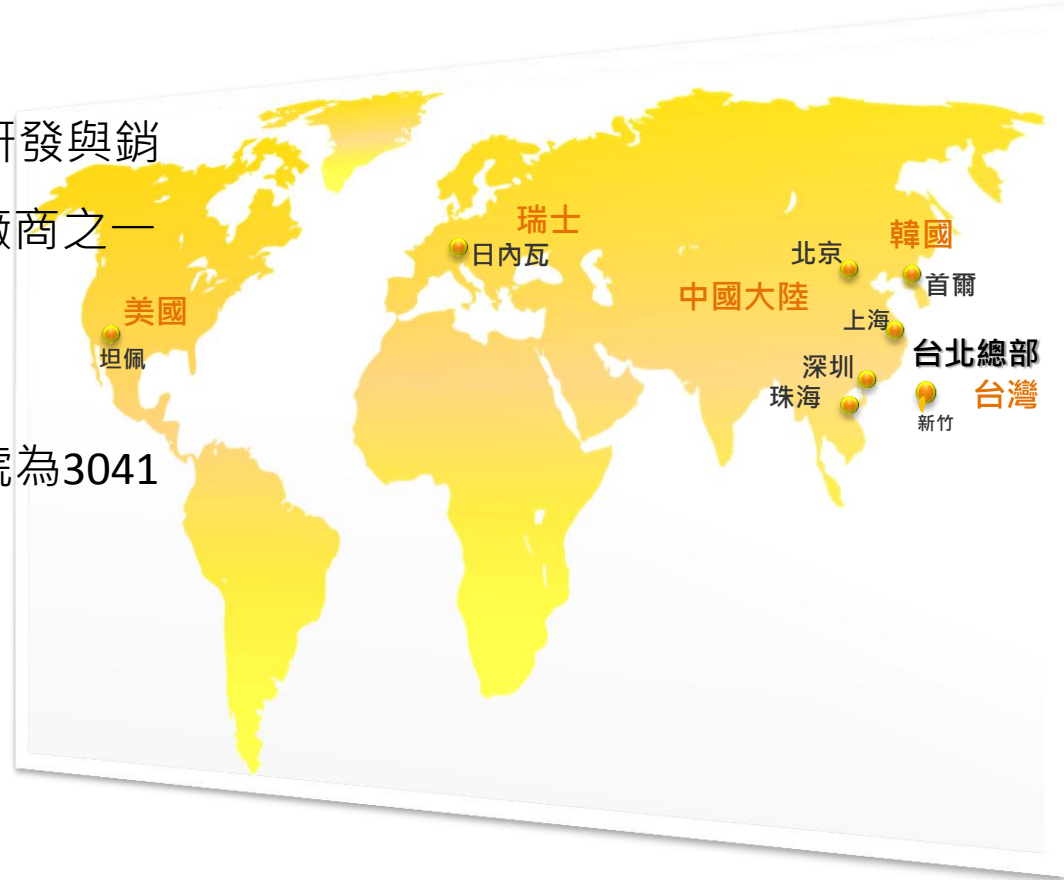 研發與銷
廠商之一
號為3041
瑞士
日內瓦
美國
坦佩
韓國
首爾
北京
中國大陸
上海
台北總部
深圳
台灣
珠海
新竹